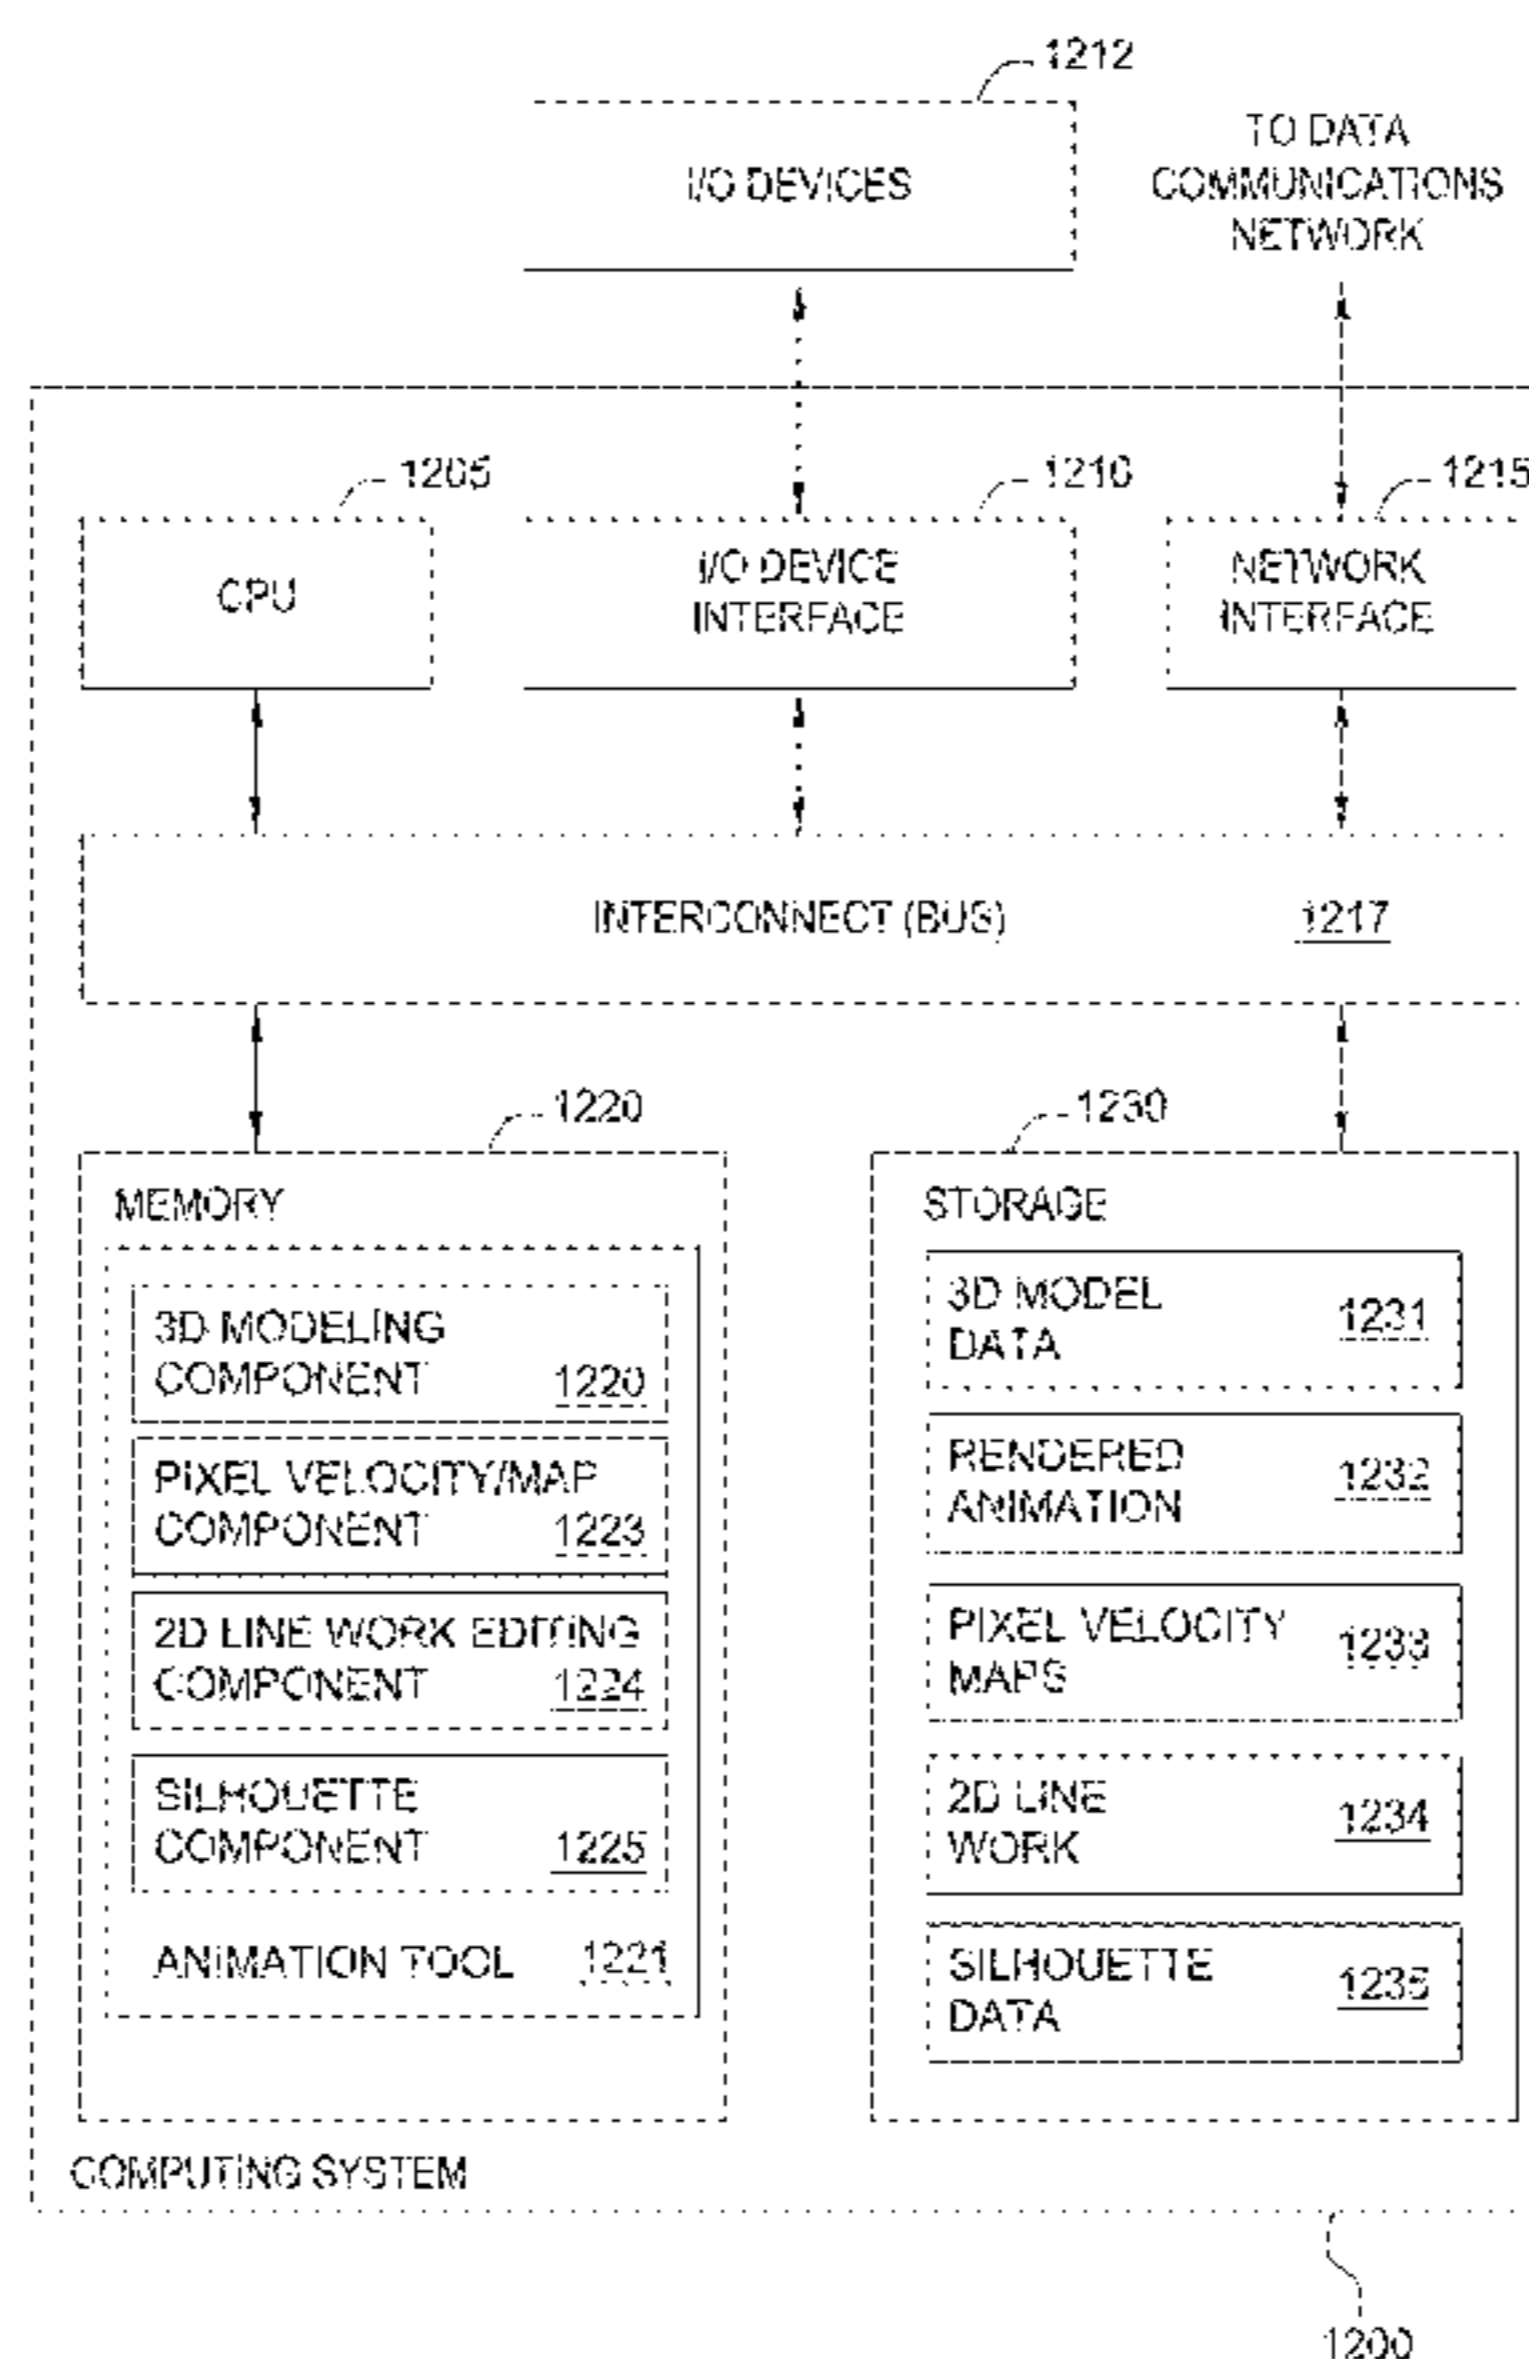 1212
I/O DEVICES
TO DATA
COMMUNICATIONS
NETWORK
1205
1210
1215
CPU
I/O DEVICE
INTERFACE
NETWORK
INTERFACE
INTERCONNECT (BUS)
1217
1220
1230
MEMORY
3D MODELING
COMPONENT 1220
PIXEL VELOCITY/MAP
COMPONENT 1223
2D LINE WORK EDITING
COMPONENT 1224
SILHOUETTE
COMPONENT 1225
ANIMATION TOOL 1221
STORAGE
3D MODEL
DATA
1231
RENDERED
ANIMATION
1232
PIXEL VELOCITY
MAPS
1233
2D LINE
WORK
1234
SILHOUETTE
DATA
1235
COMPUTING SYSTEM
1200